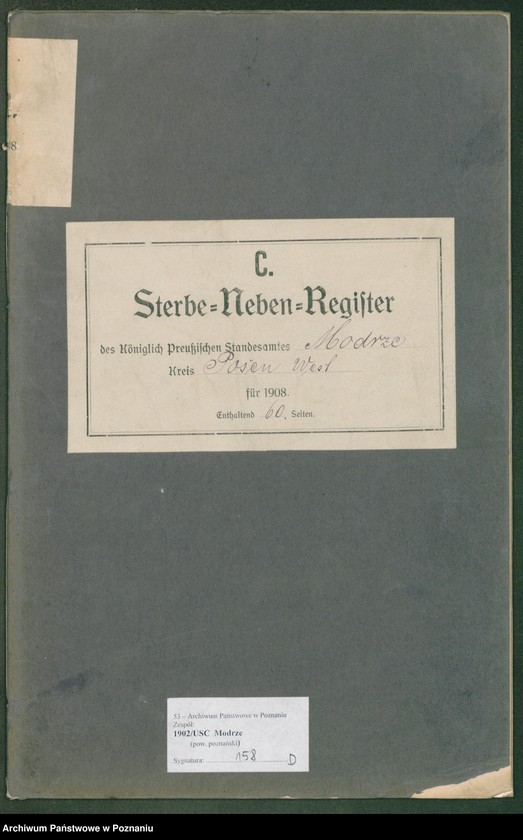 8
C.
Sterbe=Neben=Register
des Königlich Preußischen Standesamtes Modrze
Kreis Posen West
für 1908.
Enthaltend 60. Seiten.
53 – Archiwum Państwowe w Poznaniu
Zespół:
1902/USC Modrze
(pow. poznański)
Sygnatura: 158 D
Archiwum Państwowe w Poznaniu